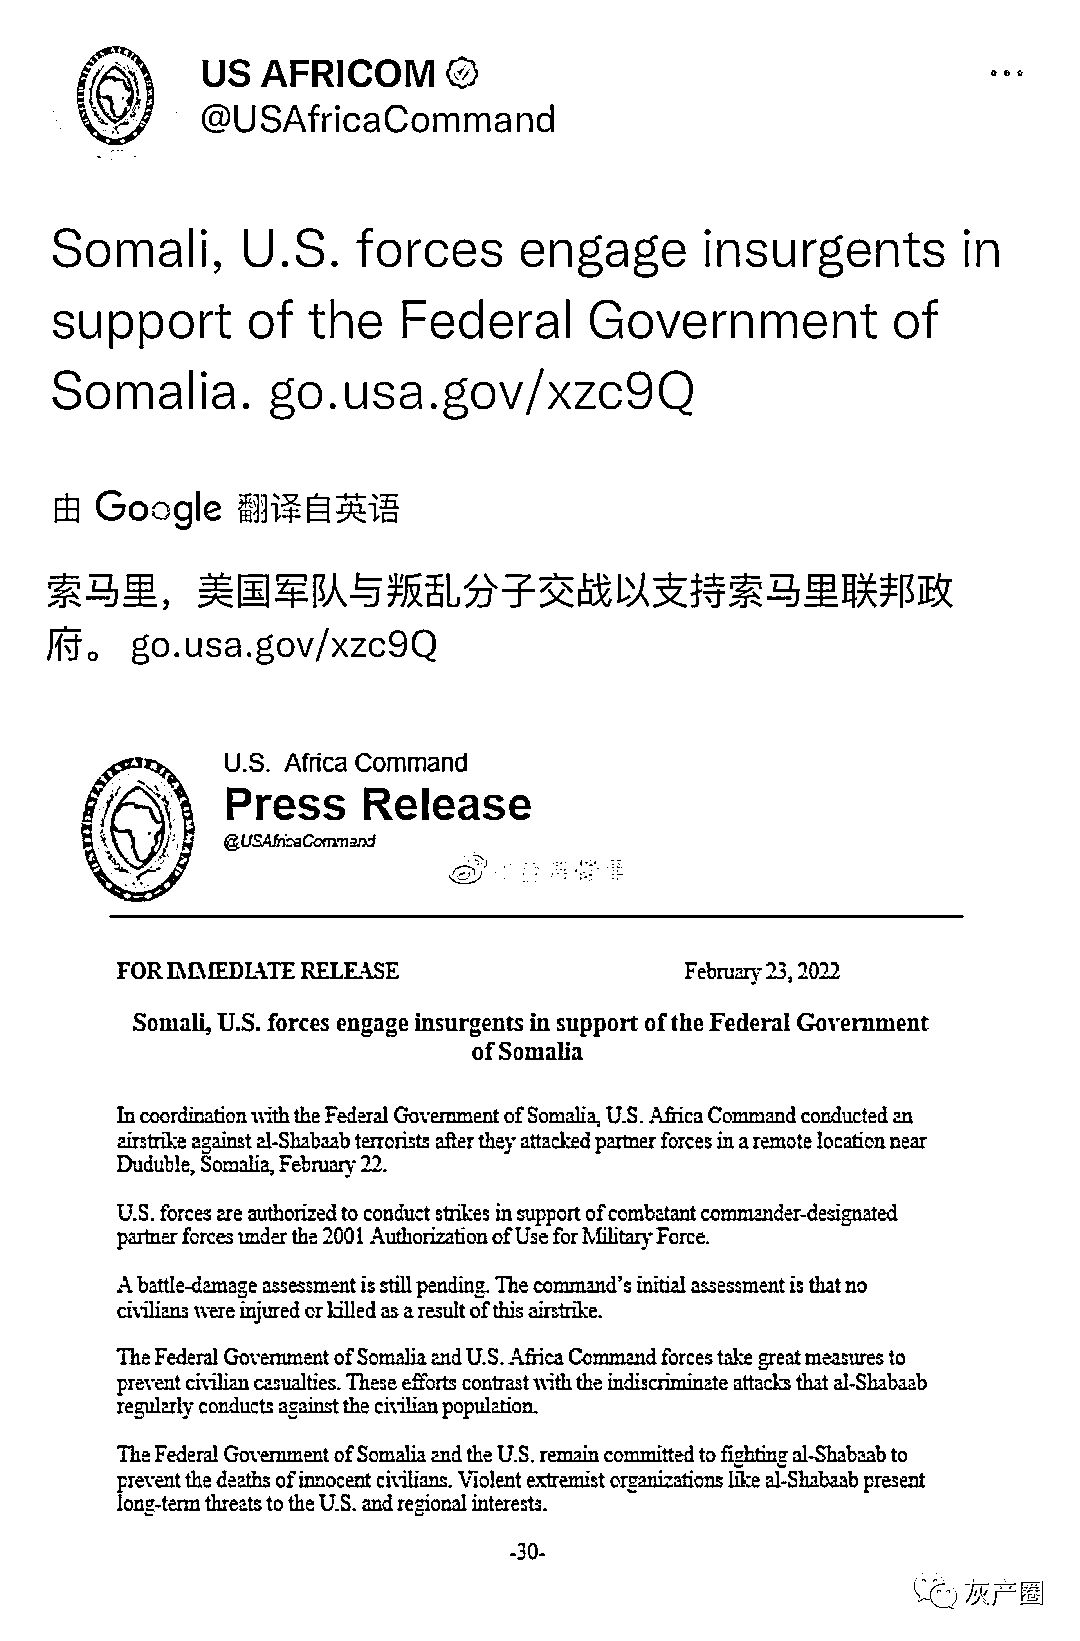 US AFRICOM
@USAfricaCommand
Somali, U.S. forces engage insurgents in
support of the Federal Government of
Somalia. go.usa.gov/xzc9Q
由 Google 翻译自英语
索马里，美国军队与叛乱分子交战以支持索马里联邦政
府。 go.usa.gov/xzc9Q
U.S. Africa Command
Press Release
@USAfricaCommand
FOR IMMEDIATE RELEASE February 23, 2022
Somali, U.S. forces engage insurgents in support of the Federal Government
of Somalia
In coordination with the Federal Government of Somalia, U.S. Africa Command conducted an
airstrike against al-Shabaab terrorists after they attacked partner forces in a remote location near
Duduble, Somalia, February 22.
U.S. forces are authorized to conduct strikes in support of combatant commander-designated
partner forces under the 2001 Authorization of Use for Military Force.
A battle-damage assessment is still pending. The command's initial assessment is that no
civilians were injured or killed as a result of this airstrike.
The Federal Government of Somalia and U.S. Africa Command forces take great measures to
prevent civilian casualties. These efforts contrast with the indiscriminate attacks that al-Shabaab
regularly conducts against the civilian population.
The Federal Government of Somalia and the U.S. remain committed to fighting al-Shabaab to
prevent the deaths of innocent civilians. Violent extremist organizations like al-Shabaab present
long-term threats to the U.S. and regional interests.
-30-
灰产圈